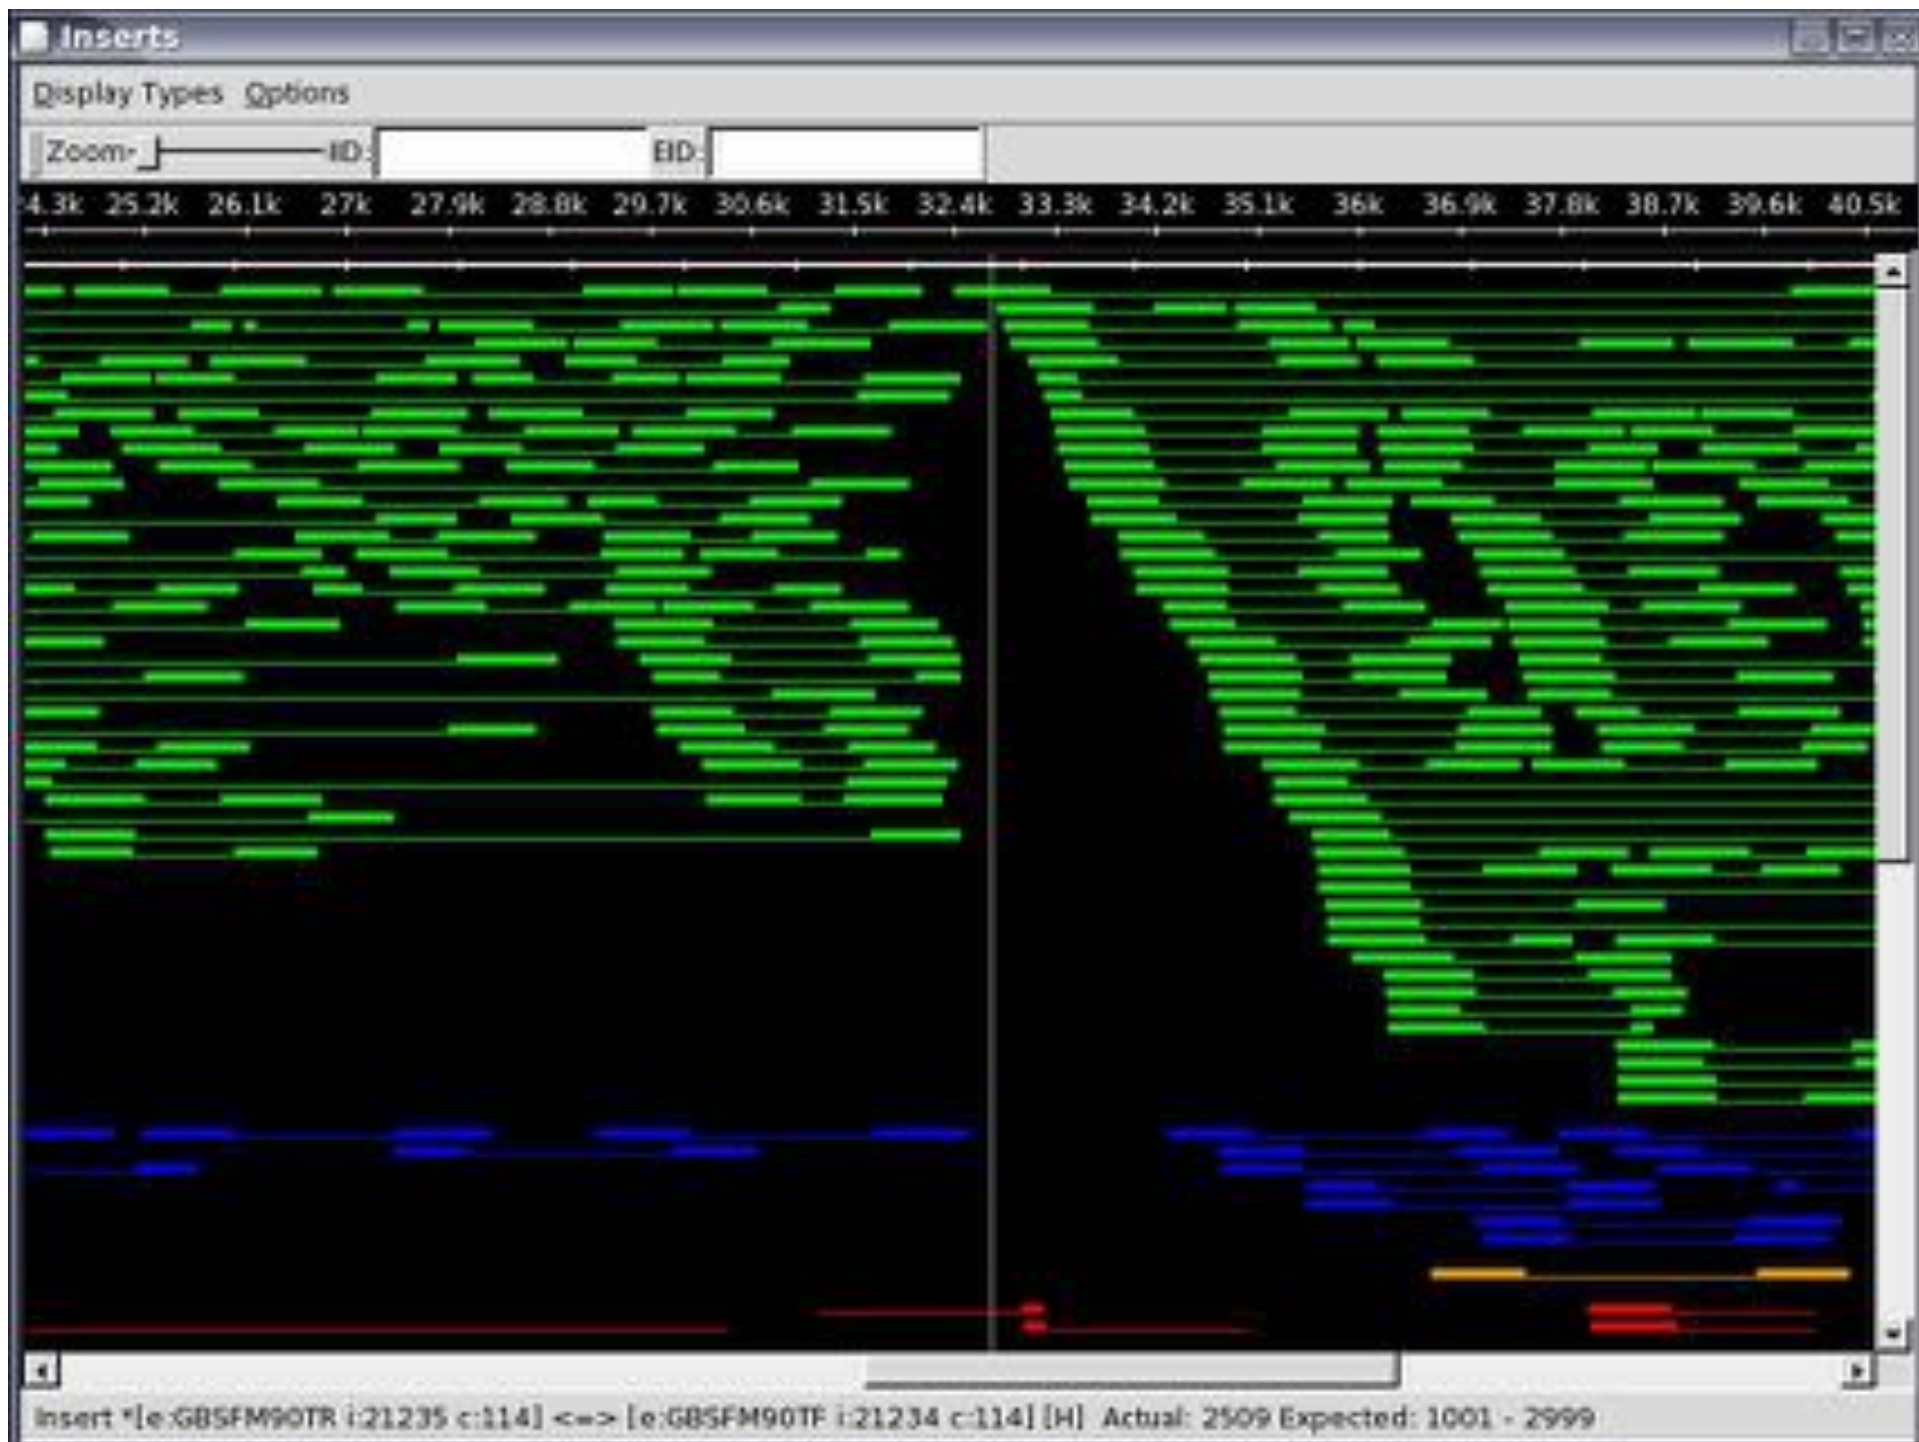 Inserts
Display Types Options
Zoom IID: EID:
4.3k 25.2k 26.1k 27k 27.9k 28.8k 29.7k 30.6k 31.5k 32.4k 33.3k 34.2k 35.1k 36k 36.9k 37.8k 38.7k 39.6k 40.5k
Insert *[e:GBSFM90TR i:21235 c:114] <=> [e:GBSFM90TF i:21234 c:114] [H] Actual: 2509 Expected: 1001 - 2999